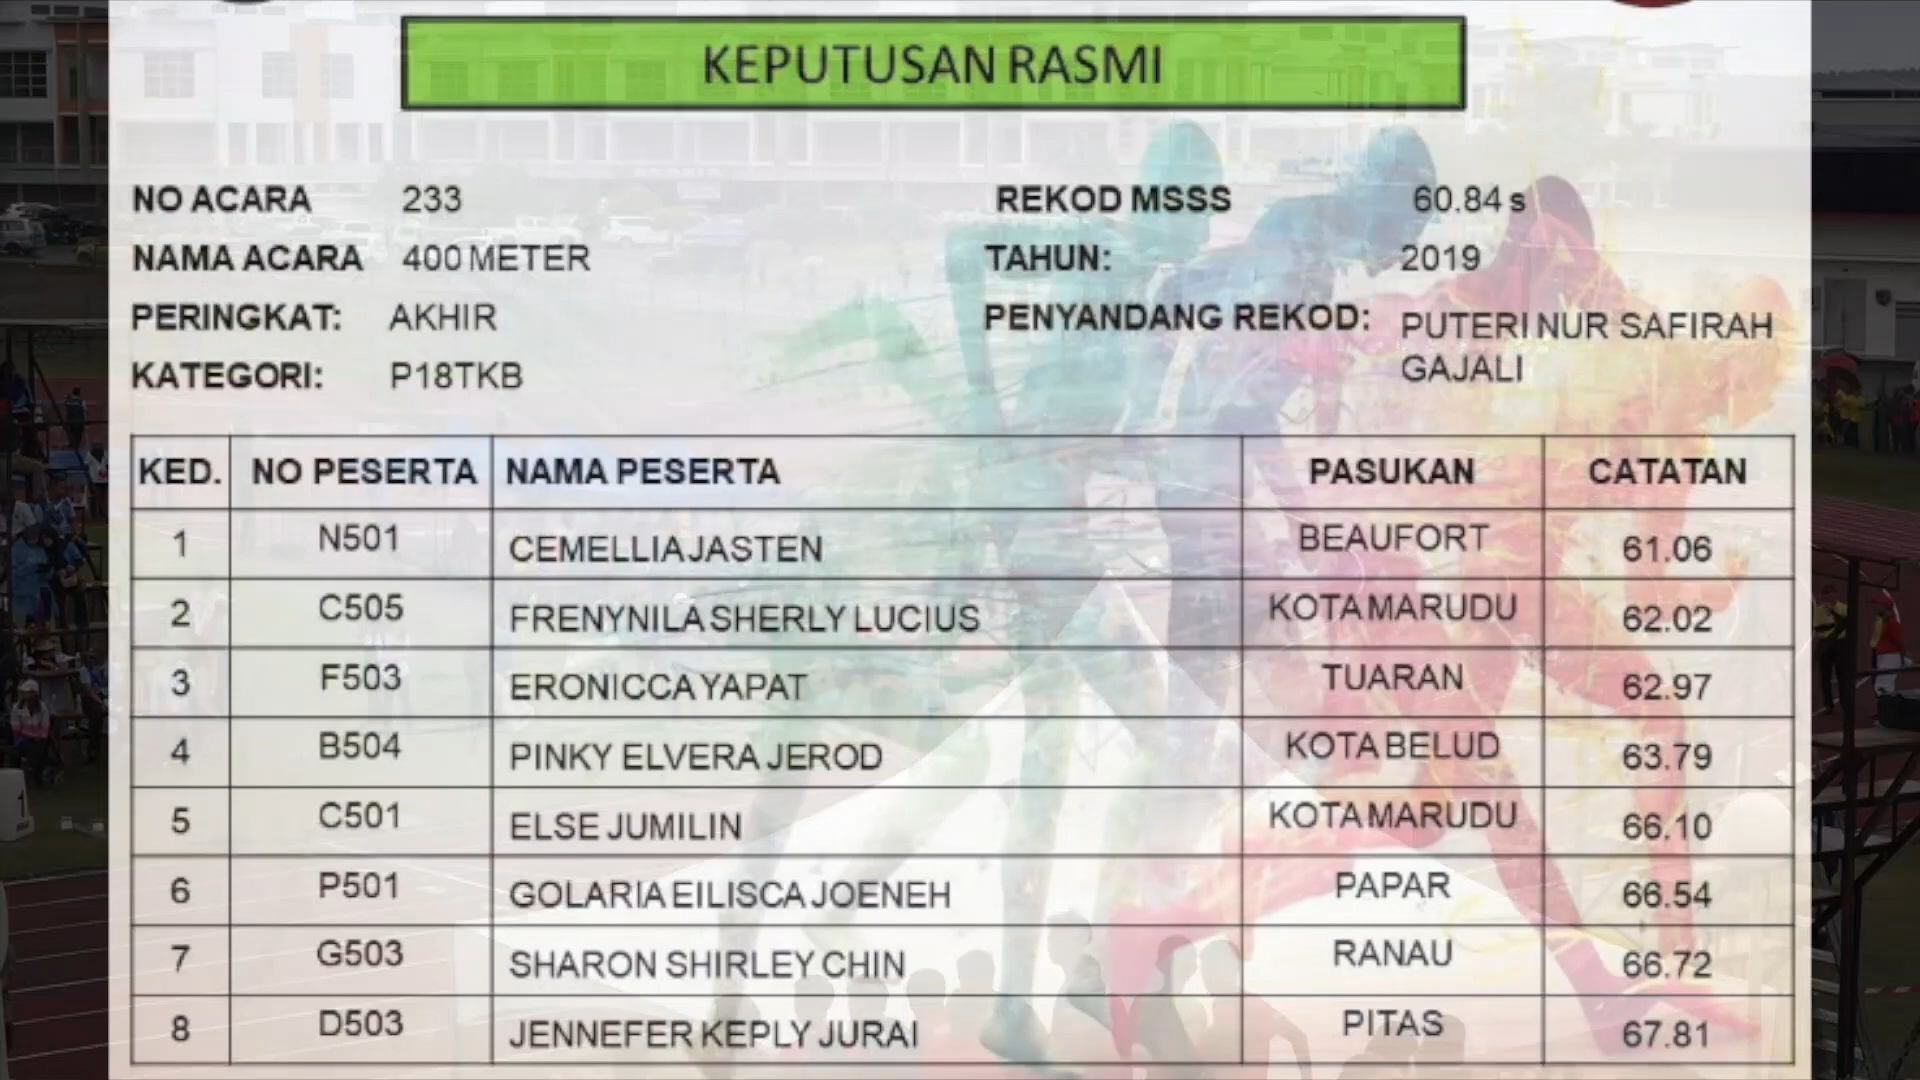 KEPUTUSAN RASMI
NO ACARA 233 REKOD MSSS 60.84 s
NAMA ACARA 400 METER TAHUN: 2019
PERINGKAT: AKHIR PENYANDANG REKOD: PUTERI NUR SAFIRAH
GAJALI
KATEGORI: P18TKB
KED. NO PESERTA NAMA PESERTA PASUKAN CATATAN
1 N501 CEMELLIA JASTEN BEAUFORT 61.06
2 C505 FRENYNILA SHERLY LUCIUS KOTA MARUDU 62.02
3 F503 ERONICCA YAPAT TUARAN 62.97
4 B504 PINKY ELVERA JEROD KOTA BELUD 63.79
5 C501 ELSE JUMILIN KOTA MARUDU 66.10
6 P501 GOLARIA EILISCA JOENEH PAPAR 66.54
7 G503 SHARON SHIRLEY CHIN RANAU 66.72
8 D503 JENNEFER KEPLY JURAI PITAS 67.81
1